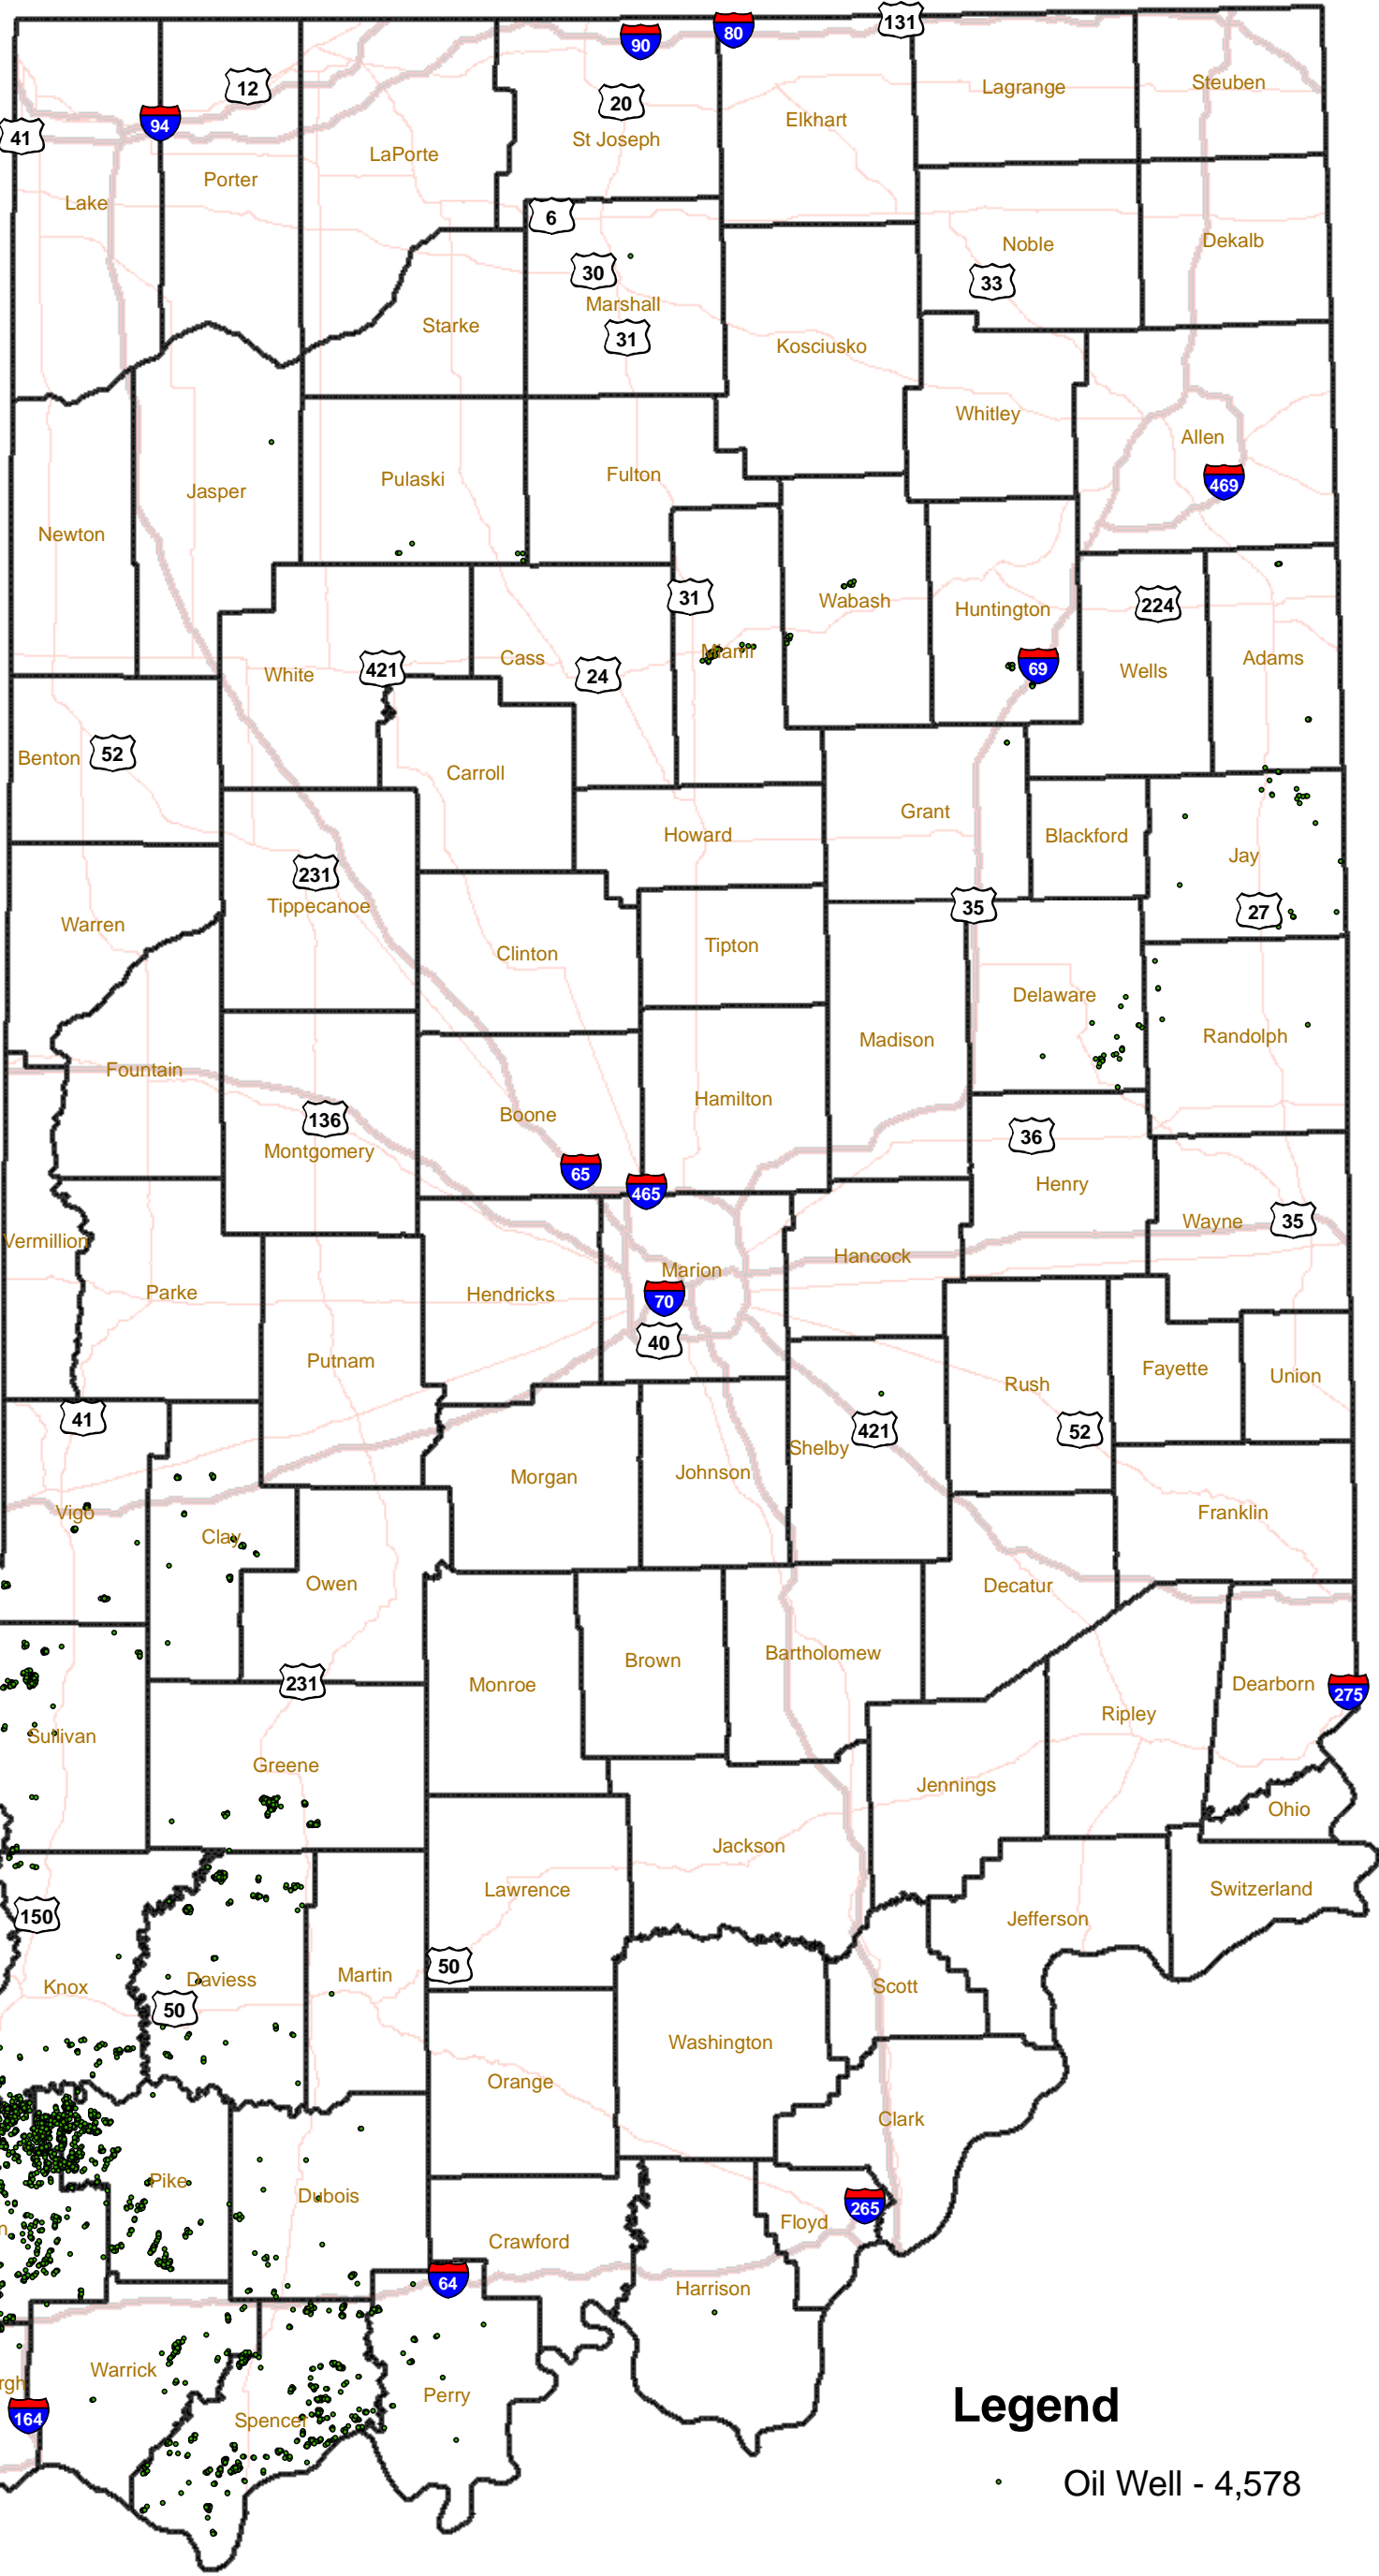 131
90
80
12
20
94
41
Lagrange
Steuben
Elkhart
St Joseph
LaPorte
Porter
Lake
6
Noble
Dekalb
30
33
Marshall
Starke
31
Kosciusko
Whitley
Allen
469
Fulton
Pulaski
Jasper
Newton
31
Wabash
Huntington
224
Miami
Cass
24
421
White
69
Wells
Adams
Benton
52
Carroll
Grant
Howard
Blackford
Jay
231
Tippecanoe
35
27
Warren
Clinton
Tipton
Delaware
Madison
Randolph
Fountain
Hamilton
Boone
136
36
Montgomery
65
465
Henry
Wayne
35
Vermillion
Hancock
Marion
Parke
Hendricks
70
40
Putnam
Rush
Fayette
Union
41
421
52
Shelby
Morgan
Johnson
Vigo
Clay
Franklin
Owen
Decatur
Brown
Bartholomew
Monroe
231
Dearborn
275
Ripley
Sullivan
Greene
Jennings
Ohio
Jackson
Lawrence
Switzerland
150
Jefferson
50
Knox
Daviess
Martin
Scott
50
Washington
Orange
Clark
Pike
Dubois
265
n
Floyd
Crawford
64
Harrison
Warrick
rgh
Perry
164
Spencer
Legend
Oil Well - 4,578